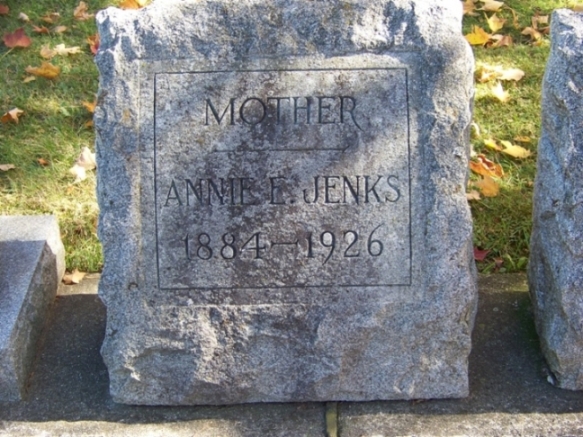 MOTHER
ANNIE E. JENKS
1884-1926